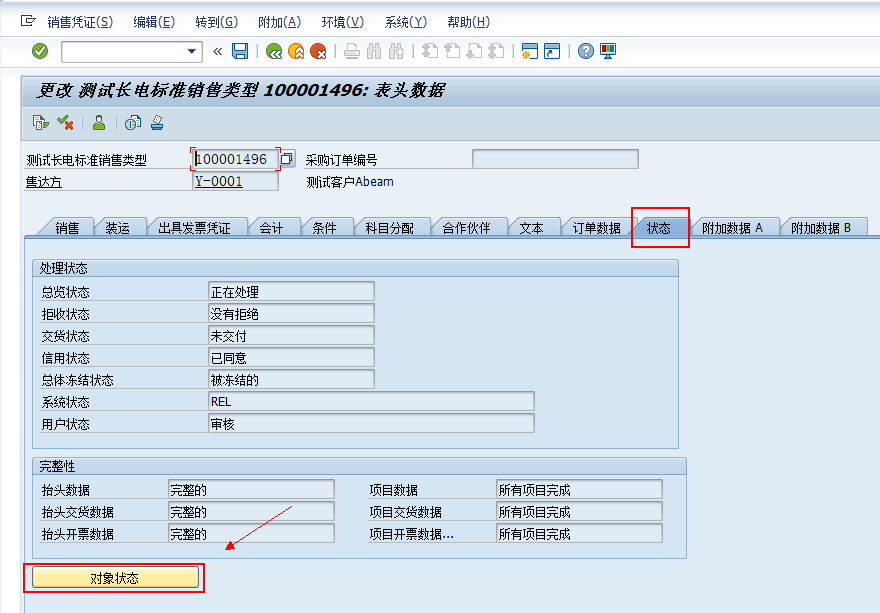 销售凭证(S) 编辑(E) 转到(G) 附加(A) 环境(V) 系统(Y) 帮助(H)
更改 测试长电标准销售类型 100001496: 表头数据
测试长电标准销售类型 100001496 采购订单编号
售达方 Y-0001 测试客户Abeam
销售 装运 出具发票凭证 会计 条件 科目分配 合作伙伴 文本 订单数据 状态 附加数据 A 附加数据 B
处理状态
总览状态 正在处理
拒收状态 没有拒绝
交货状态 未交付
信用状态 已同意
总体冻结状态 被冻结的
系统状态 REL
用户状态 审核
完整性
抬头数据 完整的 项目数据 所有项目完成
抬头交货数据 完整的 项目交货数据 所有项目完成
抬头开票数据 完整的 项目开票数据... 所有项目完成
对象状态